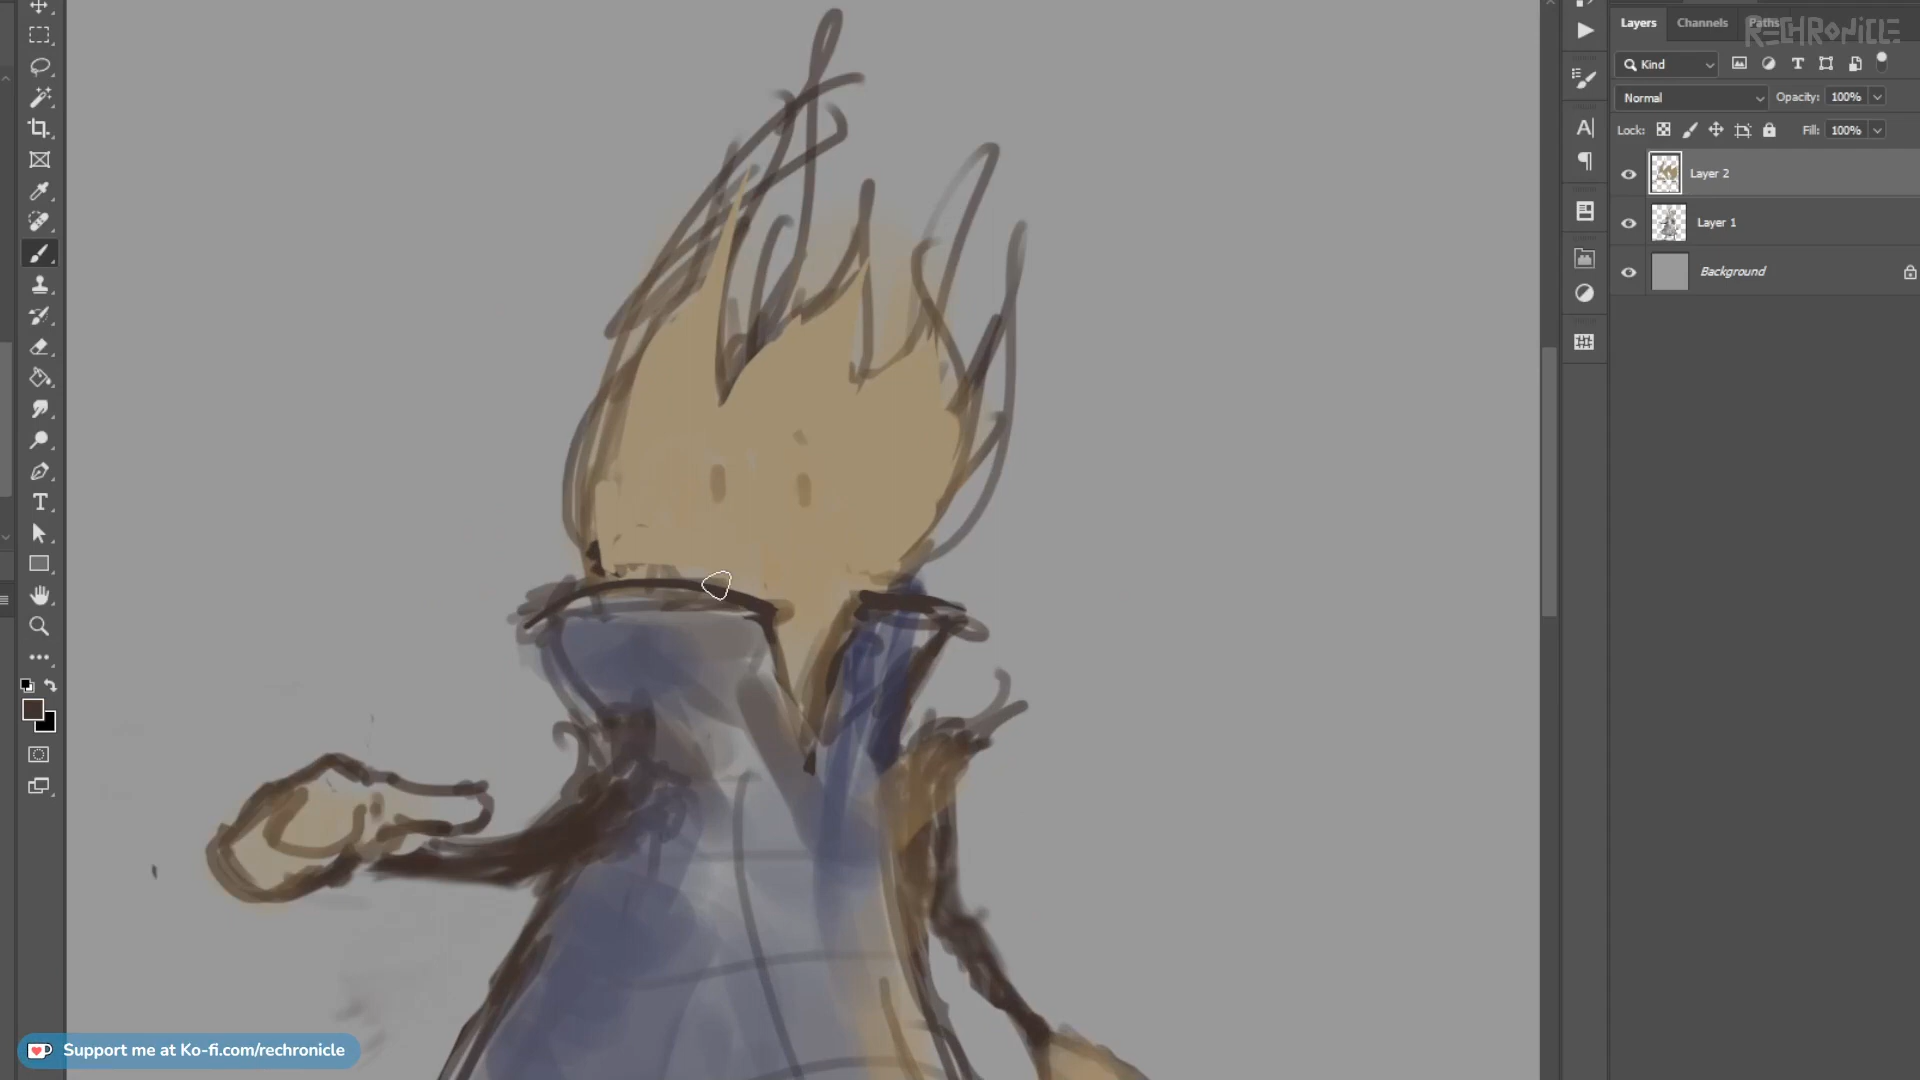 Layers Channels Paths
RECHRONICLE
Kind
Normal Opacity: 100%
Lock: Fill: 100%
Layer 2
Layer 1
Background
Support me at Ko-fi.com/rechronicle